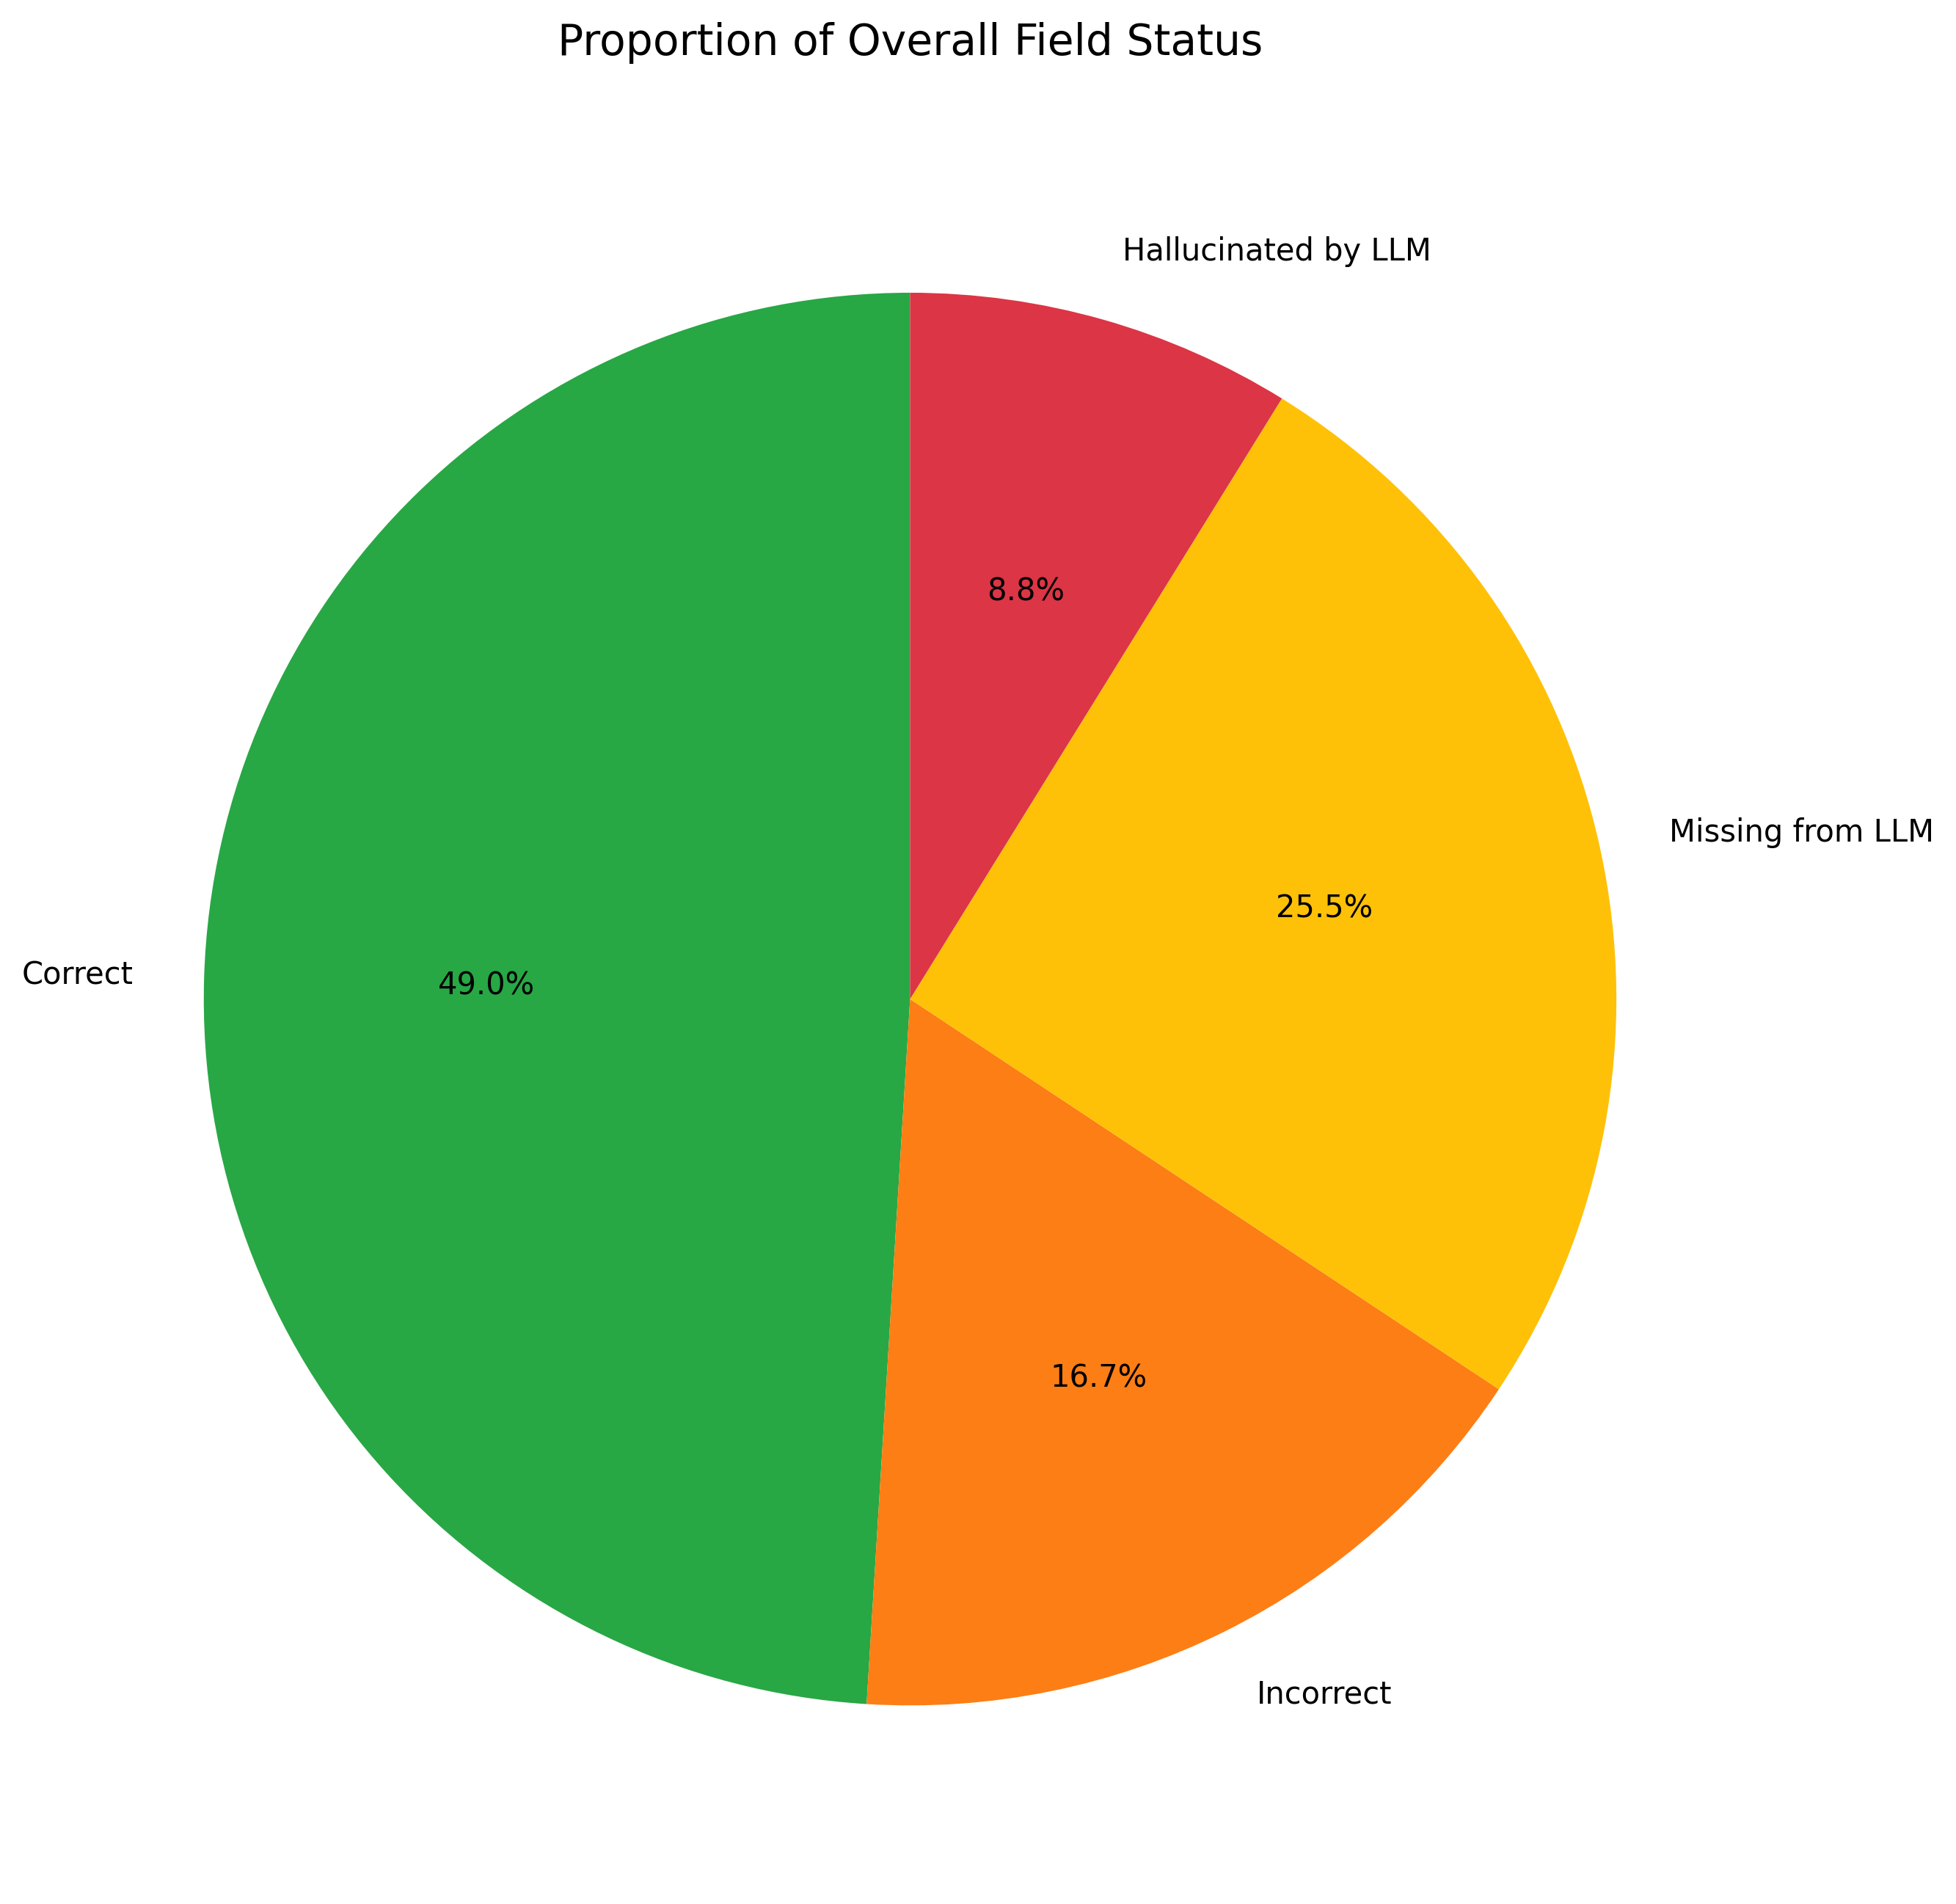 Proportion of Overall Field Status
Hallucinated by LLM
8.8%
Missing from LLM
25.5%
Correct
49.0%
16.7%
Incorrect